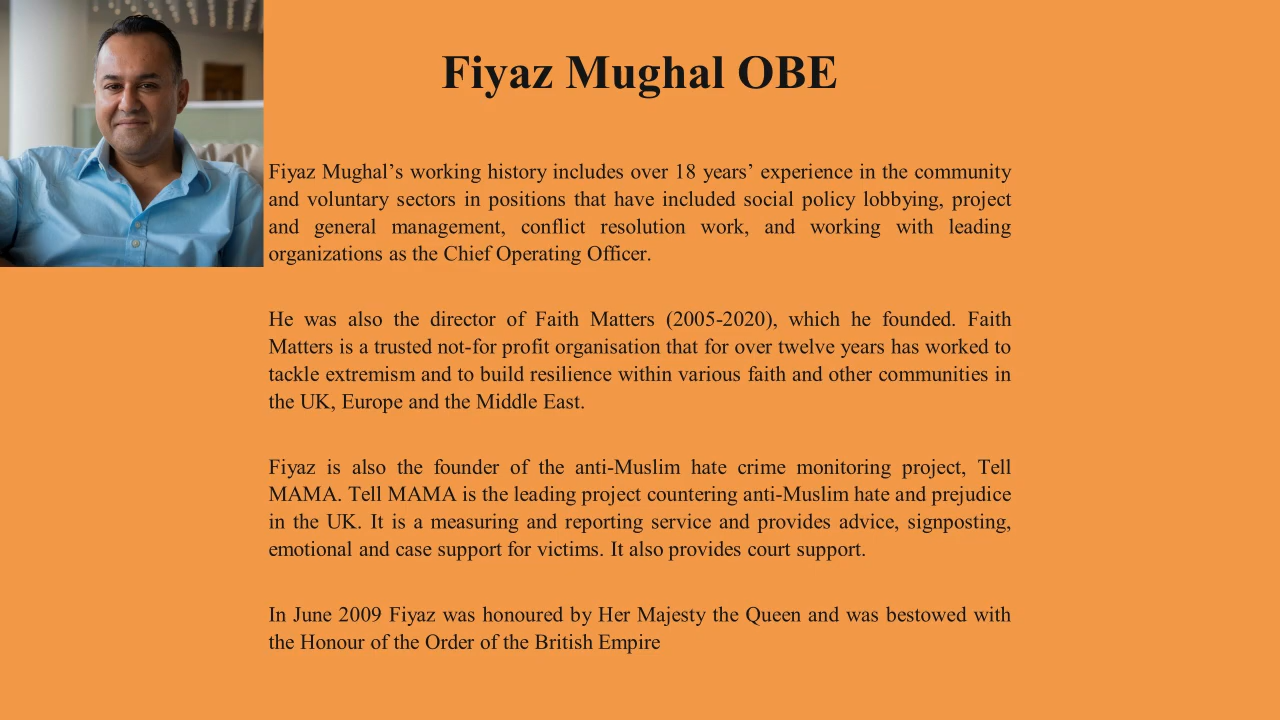 Fiyaz Mughal OBE
Fiyaz Mughal’s working history includes over 18 years’ experience in the community
and voluntary sectors in positions that have included social policy lobbying, project
and general management, conflict resolution work, and working with leading
organizations as the Chief Operating Officer.
He was also the director of Faith Matters (2005-2020), which he founded. Faith
Matters is a trusted not-for profit organisation that for over twelve years has worked to
tackle extremism and to build resilience within various faith and other communities in
the UK, Europe and the Middle East.
Fiyaz is also the founder of the anti-Muslim hate crime monitoring project, Tell
MAMA. Tell MAMA is the leading project countering anti-Muslim hate and prejudice
in the UK. It is a measuring and reporting service and provides advice, signposting,
emotional and case support for victims. It also provides court support.
In June 2009 Fiyaz was honoured by Her Majesty the Queen and was bestowed with
the Honour of the Order of the British Empire